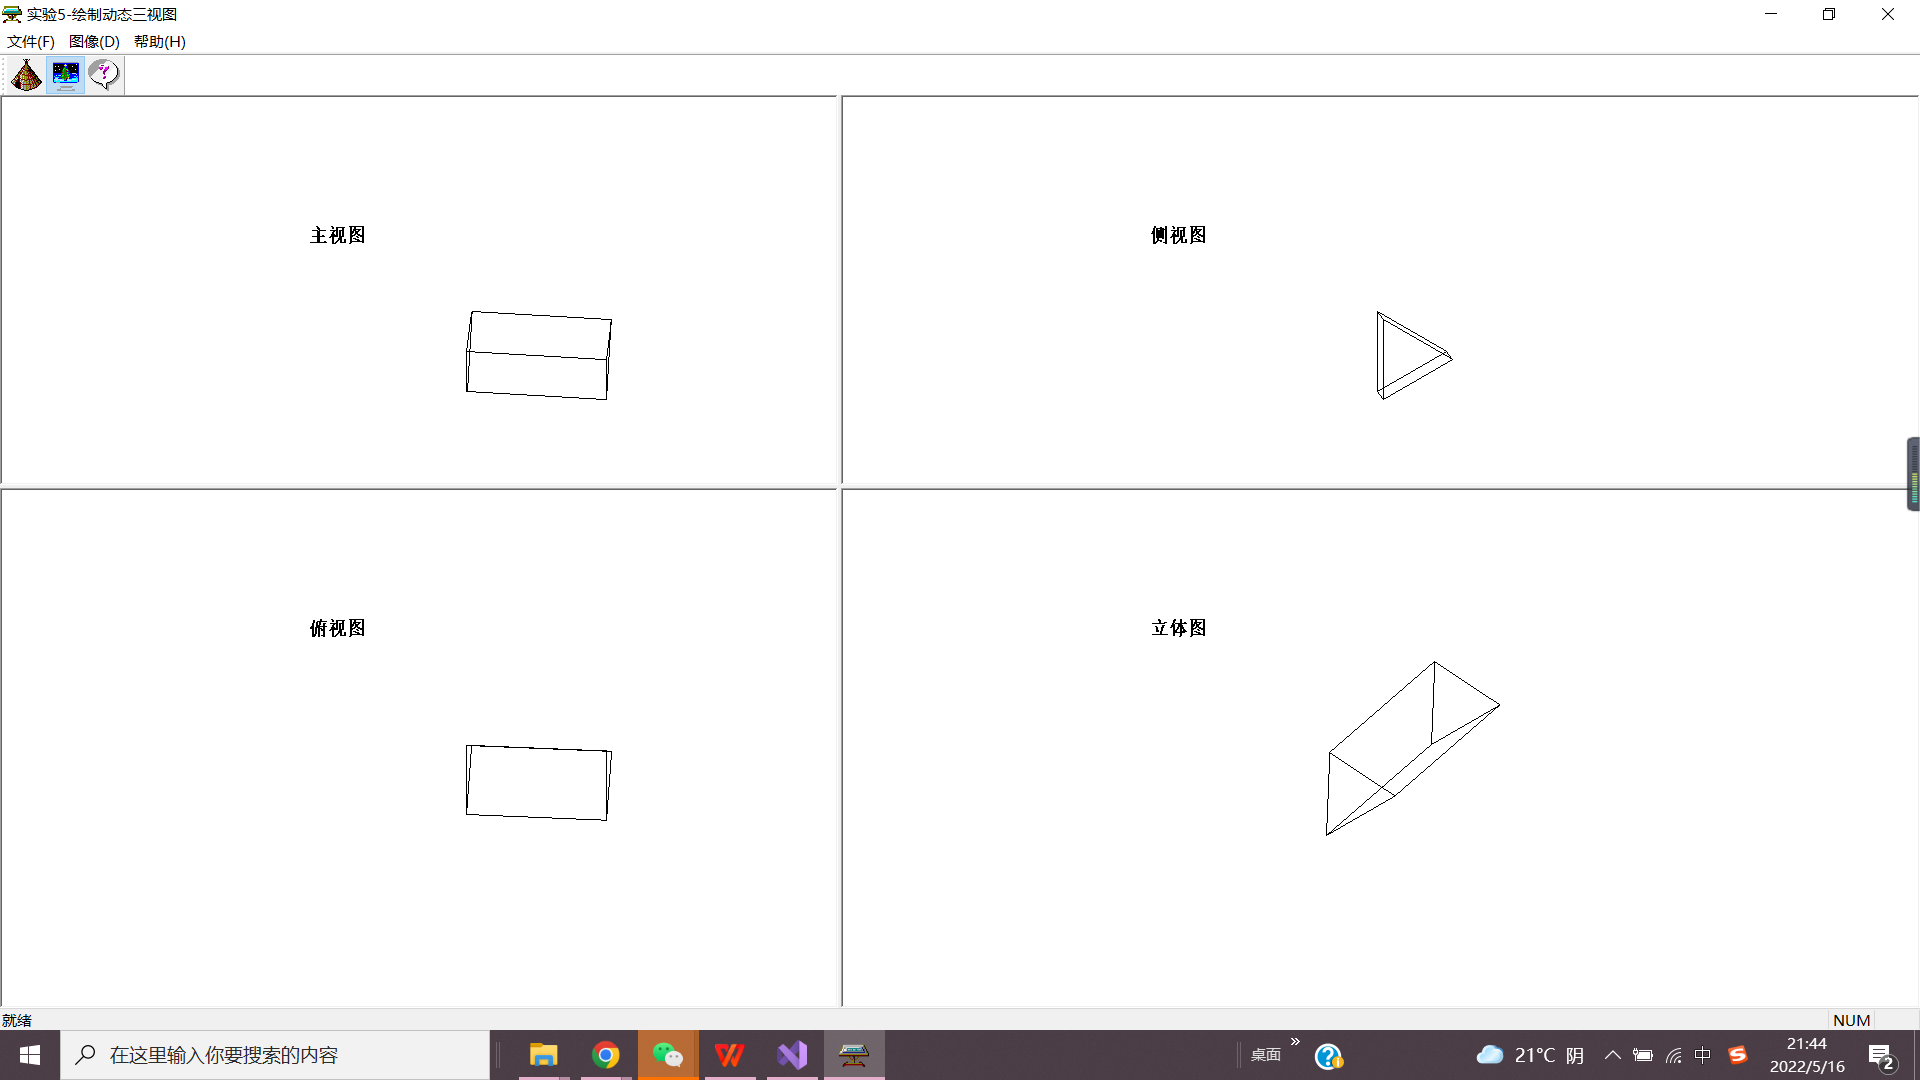 实验5-绘制动态三视图
文件(F) 图像(D) 帮助(H)
主视图
侧视图
俯视图
立体图
就绪
NUM
在这里输入你要搜索的内容
桌面
21°C 阴
中
21:44
2022/5/16
2